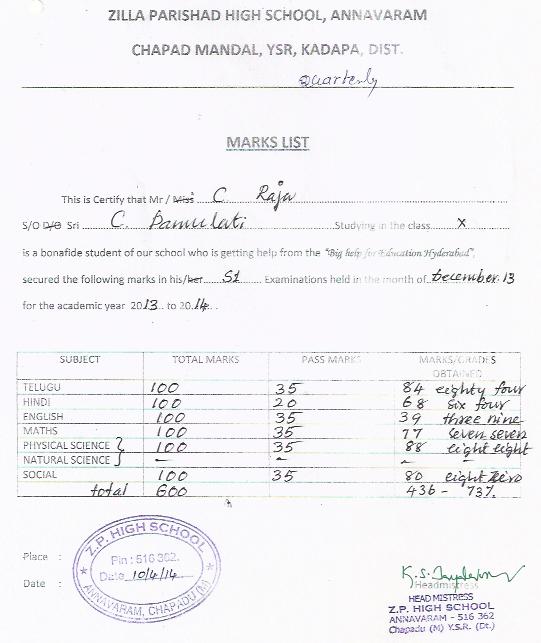 ZILLA PARISHAD HIGH SCHOOL, ANNAVARAM
CHAPAD MANDAL, YSR, KADAPA, DIST.
Quarterly
MARKS LIST
This is Certify that Mr / Miss C Raja
S/O D/O Sri C Pamulati Studying in the class X
is a bonafide student of our school who is getting help from the "Big help for Education Hyderabad",
secured the following marks in his/her S1 Examinations held in the month of December.13
for the academic year 2013 to 2014
SUBJECT TOTAL MARKS PASS MARKS MARKS/GRADES OBTAINED
TELUGU 100 35 84 eighty four
HINDI 100 20 68 six four
ENGLISH 100 35 39 three nine
MATHS 100 35 77 seven seven
PHYSICAL SCIENCE } 100 35 88 eight eight
NATURAL SCIENCE } – – – –
SOCIAL 100 35 80 eight zero
total 600 436 - 73%
Z.P. HIGH SCHOOL
Place :
Pin : 516 362.
Date : Date 10/4/14
ANNAVARAM, CHAPADU (M)
Headmistress
HEAD MISTRESS
Z.P. HIGH SCHOOL
ANNAVARAM - 516 362
Chapadu (M) Y.S.R. (Dt.)